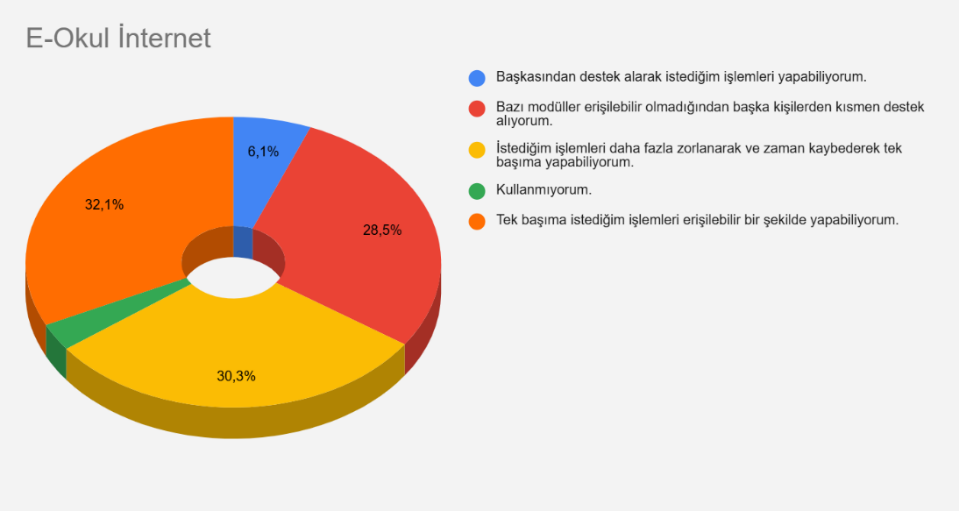 E-Okul İnternet
Başkasından destek alarak istediğim işlemleri yapabiliyorum.
Bazı modüller erişilebilir olmadığından başka kişilerden kısmen destek
alıyorum.
İstediğim işlemleri daha fazla zorlanarak ve zaman kaybederek tek
başıma yapabiliyorum.
Kullanmıyorum.
Tek başıma istediğim işlemleri erişilebilir bir şekilde yapabiliyorum.
6,1%
28,5%
30,3%
32,1%